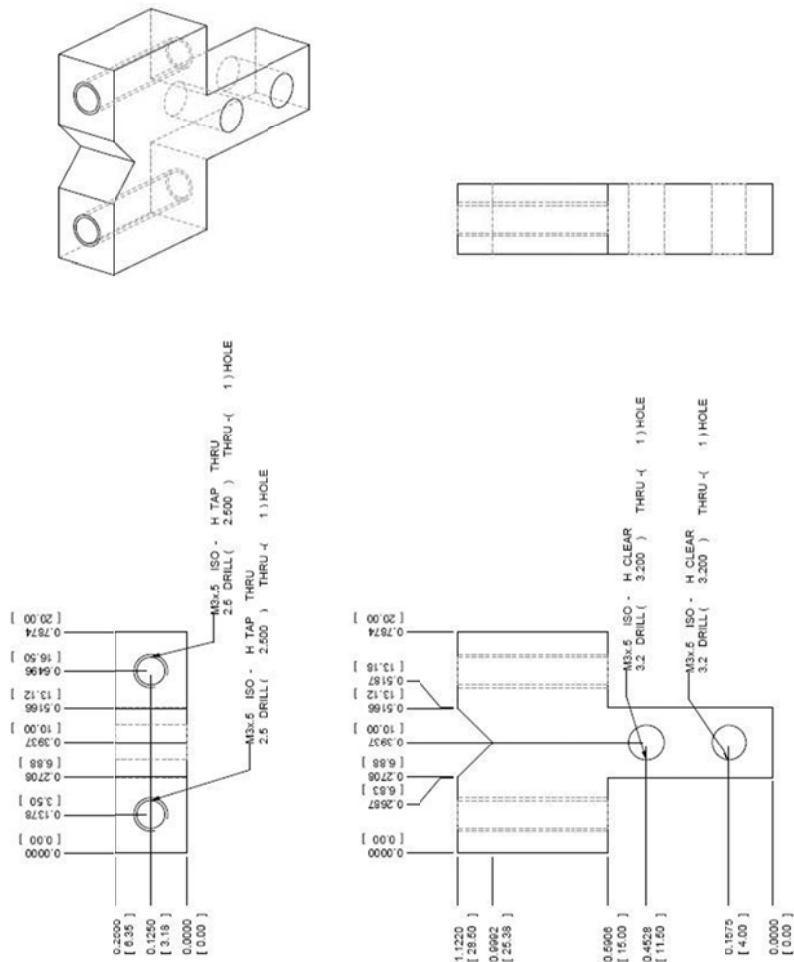 M3x.5 ISO - H TAP THRU
2.5 DRILL ( 2.500 ) THRU -( 1 ) HOLE
M3x.5 ISO - H TAP THRU
2.5 DRILL ( 2.500 ) THRU -( 1 ) HOLE
[ 20.00 ]
0.7874
[ 16.50 ]
0.6496
[ 13.12 ]
0.5166
[ 10.00 ]
0.3937
[ 6.88 ]
0.2708
[ 3.50 ]
0.1378
[ 0.00 ]
0.0000
0.2500
[ 6.35 ]
0.1250
[ 3.18 ]
0.0000
[ 0.00 ]
M3x.5 ISO - H CLEAR
3.2 DRILL ( 3.200 ) THRU -( 1 ) HOLE
M3x.5 ISO - H CLEAR
3.2 DRILL ( 3.200 ) THRU -( 1 ) HOLE
[ 20.00 ]
0.7874
[ 13.18 ]
0.5187
[ 13.12 ]
0.5166
[ 10.00 ]
0.3937
[ 6.88 ]
0.2708
[ 6.83 ]
0.2687
[ 0.00 ]
0.0000
1.1220
[ 28.50 ]
0.9992
[ 25.38 ]
0.5906
[ 15.00 ]
0.4528
[ 11.50 ]
0.1575
[ 4.00 ]
0.0000
[ 0.00 ]